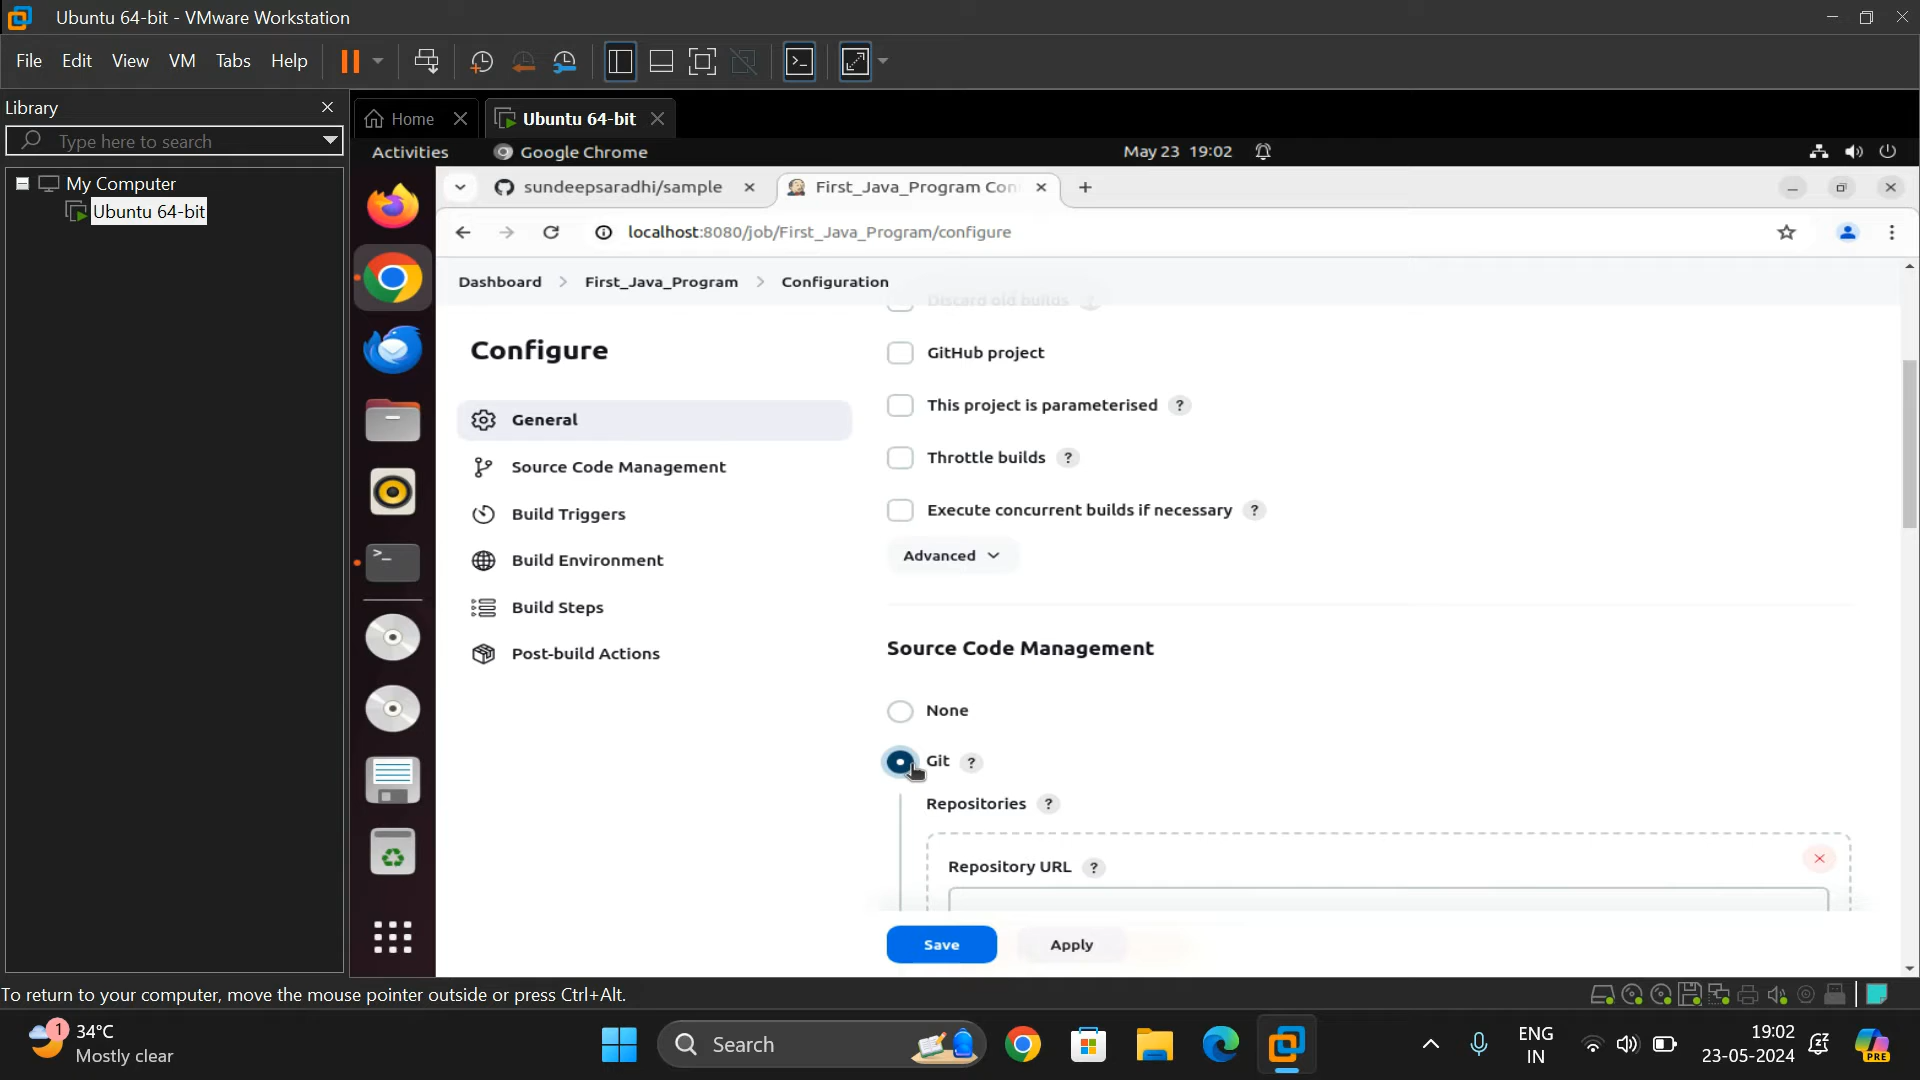 Ubuntu 64-bit - VMware Workstation
File Edit View VM Tabs Help
Library
Type here to search
My Computer
Ubuntu 64-bit
Home
Ubuntu 64-bit
Activities
Google Chrome
May 23 19:02
sundeepsaradhi/sample
First_Java_Program Con
localhost:8080/job/First_Java_Program/configure
Dashboard > First_Java_Program > Configuration
Configure
General
Source Code Management
Build Triggers
Build Environment
Build Steps
Post-build Actions
Discard old builds ?
GitHub project
This project is parameterised ?
Throttle builds ?
Execute concurrent builds if necessary ?
Advanced
Source Code Management
None
Git ?
Repositories ?
Repository URL ?
Save
Apply
To return to your computer, move the mouse pointer outside or press Ctrl+Alt.
1
34°C
Mostly clear
Search
ENG
IN
19:02
23-05-2024
PRE